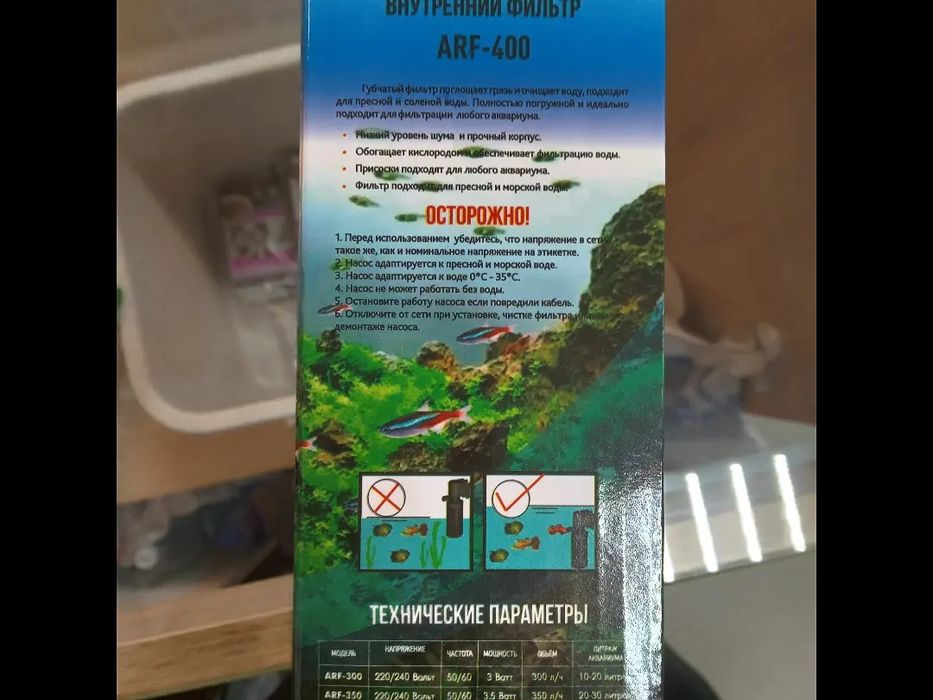 ВНУТРЕННИЙ ФИЛЬТР
ARF-400
Губчатый фильтр поглощает грязь и очищает воду, подходит
для пресной и соленой воды. Полностью погружной и идеально
подходит для фильтрации любого аквариума.
• Низкий уровень шума и прочный корпус.
• Обогащает кислородом и обеспечивает фильтрацию воды.
• Присоски подходят для любого аквариума.
• Фильтр подходит для пресной и морской воды.
ОСТОРОЖНО!
1. Перед использованием убедитесь, что напряжение в сети
такое же, как и номинальное напряжение на этикетке.
2. Насос адаптируется к пресной и морской воде.
3. Насос адаптируется к воде 0°C - 35°C.
4. Насос не может работать без воды.
5. Остановите работу насоса если повредили кабель.
6. Отключите от сети при установке, чистке фильтра или
демонтаже насоса.
ТЕХНИЧЕСКИЕ ПАРАМЕТРЫ
МОДЕЛЬ НАПРЯЖЕНИЕ ЧАСТОТА МОЩНОСТЬ ОБЪЁМ ЛИТРАЖ АКВАРИУМА
ARF-300 220/240 Вольт 50/60 3 Ватт 300 л/ч 10-20 литров
ARF-350 220/240 Вольт 50/60 3.5 Ватт 350 л/ч 20-30 литров